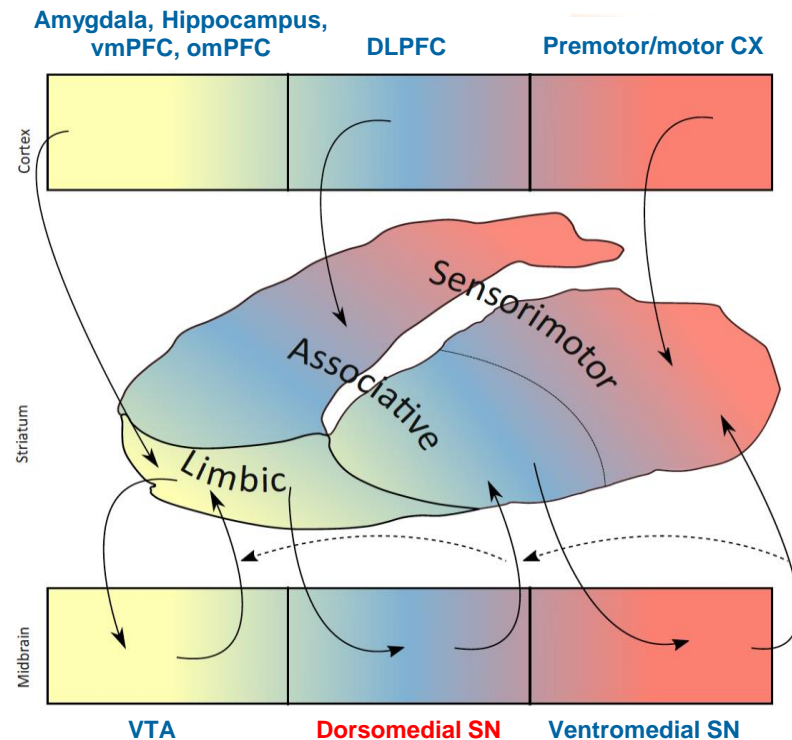 Amygdala, Hippocampus,
vmPFC, omPFC
DLPFC
Premotor/motor CX
Cortex
Sensorimotor
Associative
Limbic
Striatum
Midbrain
VTA
Dorsomedial SN
Ventromedial SN